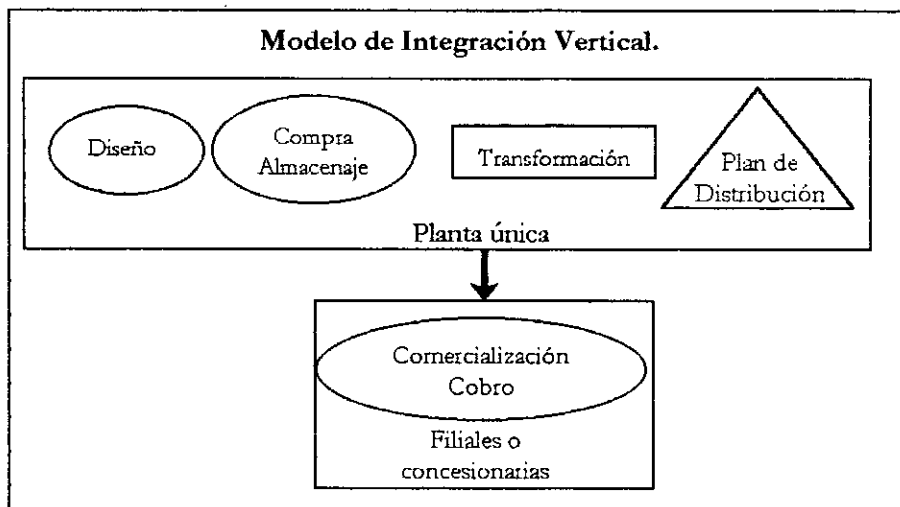 Modelo de Integración Vertical.
Diseño
Compra
Almacenaje
Transformación
Plan de
Distribución
Planta única
Comercialización
Cobro
Filiales o
concesionarias